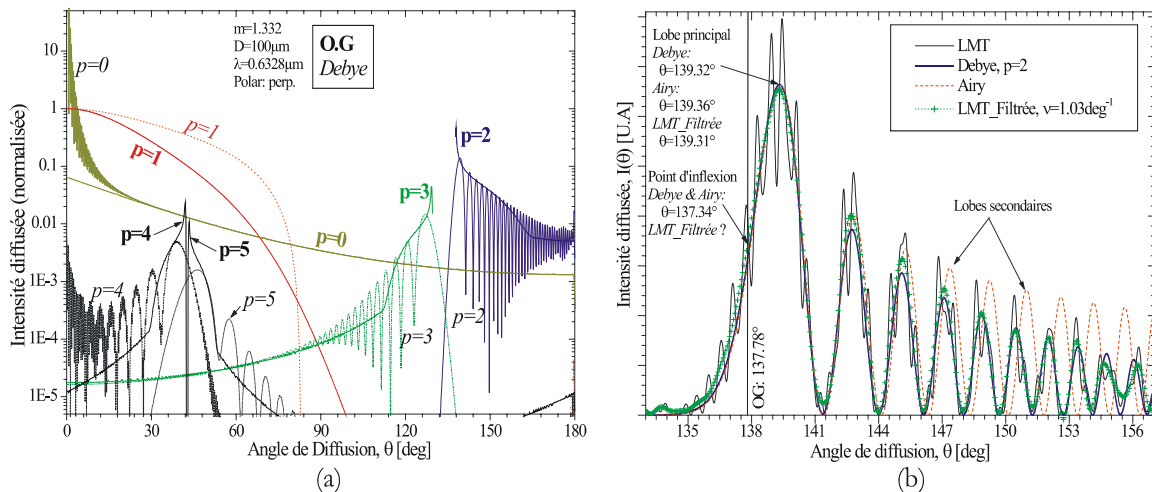 m=1.332
D=100µm
λ=0.6328µm
Polar: perp.
O.G
Debye
p=0
p=1
p=1
p=2
p=3
p=4
p=5
p=0
p=4
p=5
p=3
p=2
10
1
0.1
0.01
1E-3
1E-4
1E-5
Intensité diffusée (normalisée)
0 30 60 90 120 150 180
Angle de Diffusion, θ [deg]
(a)
Lobe principal
Debye:
θ=139.32°
Airy:
θ=139.36°
LMT_Filtrée
θ=139.31°
Point d'inflexion
Debye & Airy:
θ=137.34°
LMT_Filtrée ?
LMT
Debye, p=2
Airy
LMT_Filtrée, ν=1.03deg⁻¹
Lobes secondaires
OG: 137.78°
Intensité diffusée, I(θ) [U.A]
135 138 141 144 147 150 153 156
Angle de diffusion, θ [deg]
(b)